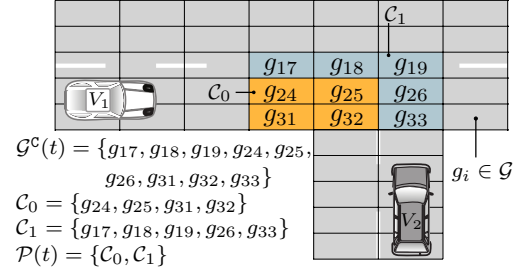 C₁
g₁₇ g₁₈ g₁₉
V₁ C₀ g₂₄ g₂₅ g₂₆
g₃₁ g₃₂ g₃₃
𝒢ᶜ(t) = {g₁₇, g₁₈, g₁₉, g₂₄, g₂₅,
g₂₆, g₃₁, g₃₂, g₃₃}
gᵢ ∈ 𝒢
C₀ = {g₂₄, g₂₅, g₃₁, g₃₂}
V₂
C₁ = {g₁₇, g₁₈, g₁₉, g₂₆, g₃₃}
𝒫(t) = {C₀, C₁}